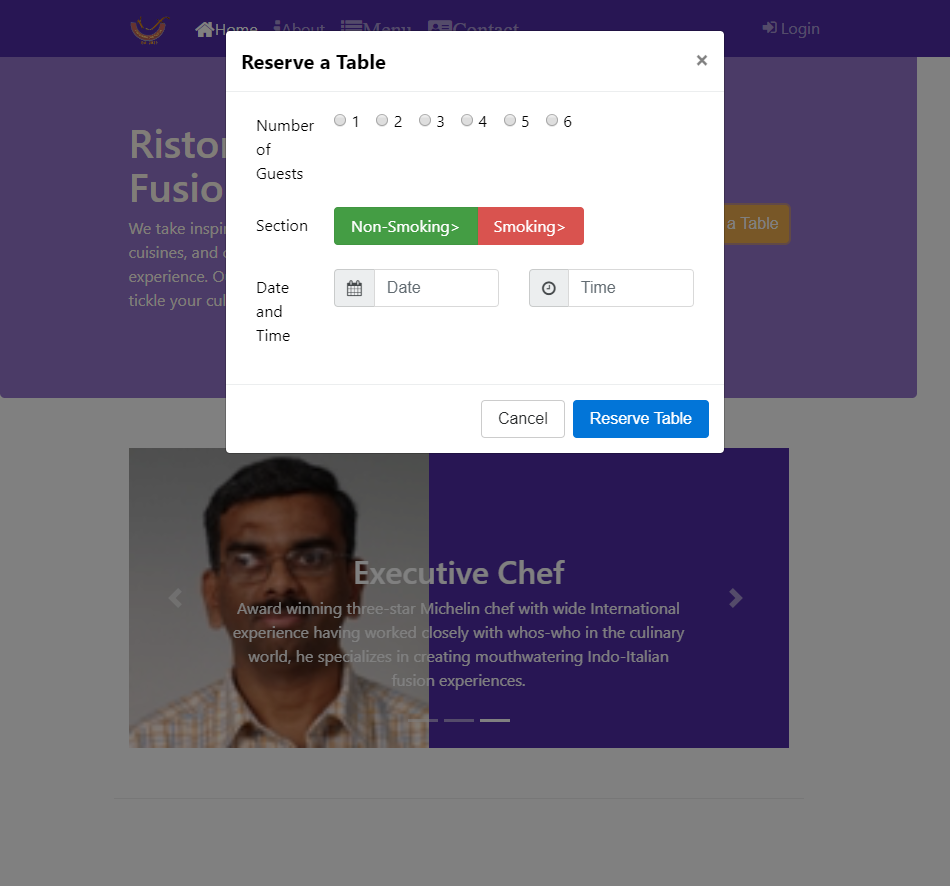 Home About Menu Contact Login
Reserve a Table ×
Number of Guests 1 2 3 4 5 6
Section Non-Smoking> Smoking>
Date and Time Date Time
Cancel Reserve Table
Fusio
We take inspi
cuisines, and
experience. O
tickle your cul
a Table
Executive Chef
Award winning three-star Michelin chef with wide International
experience having worked closely with whos-who in the culinary
world, he specializes in creating mouthwatering Indo-Italian
fusion experiences.